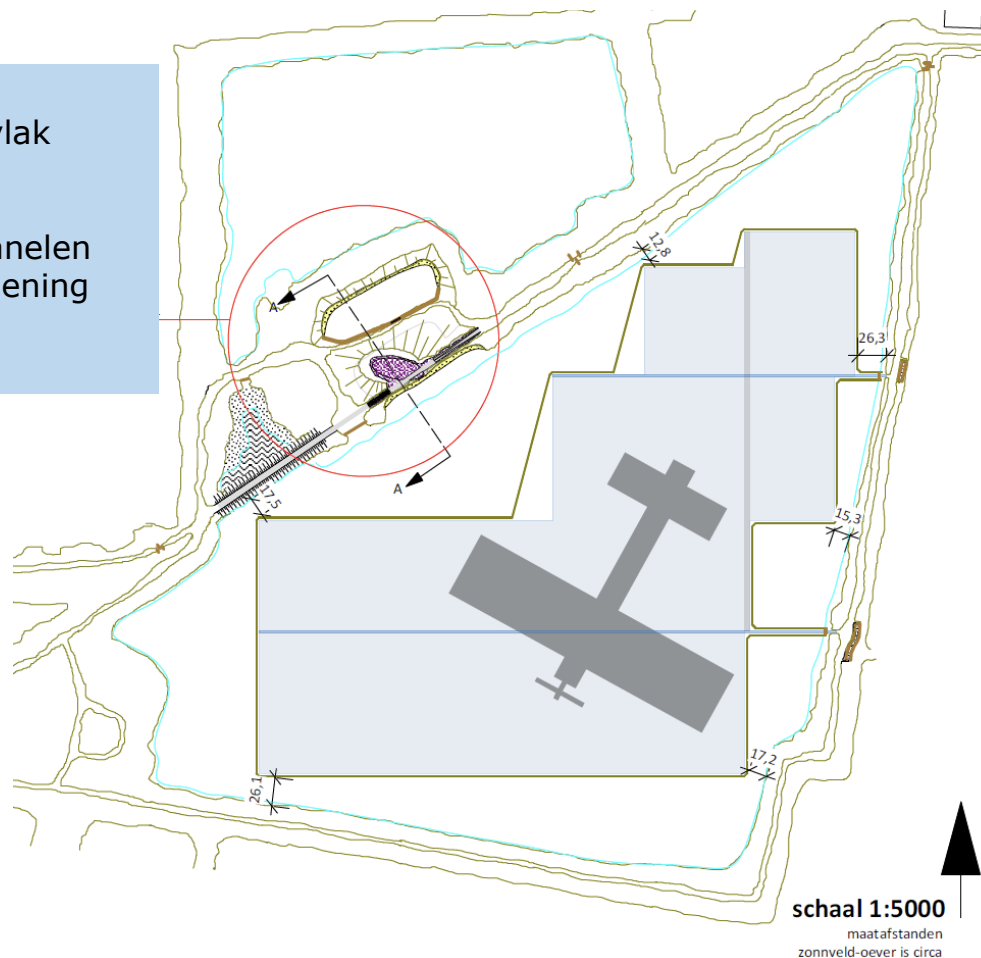 vlak
nelen
ening
12,8
26,3
A
A
17,5
15,3
17,2
26,1
schaal 1:5000
maatafstanden
zonnveld-oever is circa